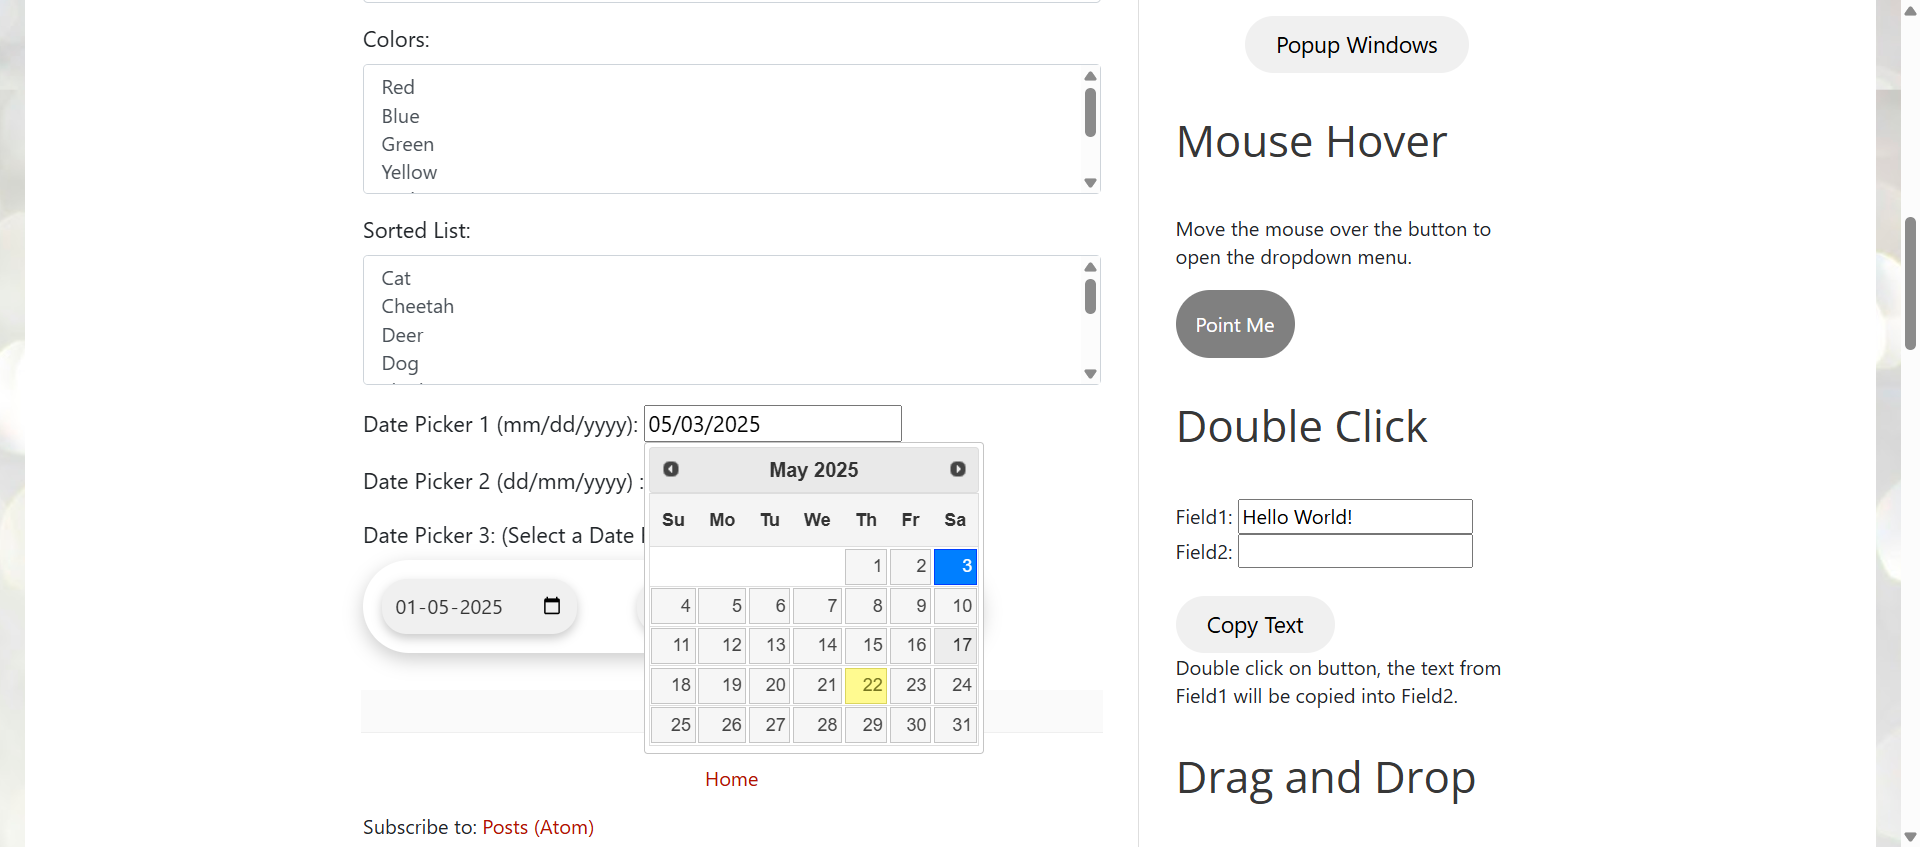 Colors:
Red
Blue
Green
Yellow
Sorted List:
Cat
Cheetah
Deer
Dog
Date Picker 1 (mm/dd/yyyy): 05/03/2025
Date Picker 2 (dd/mm/yyyy) :
Date Picker 3: (Select a Date
01-05-2025
May 2025
Su Mo Tu We Th Fr Sa
1 2 3
4 5 6 7 8 9 10
11 12 13 14 15 16 17
18 19 20 21 22 23 24
25 26 27 28 29 30 31
Home
Subscribe to: Posts (Atom)
Popup Windows
Mouse Hover
Move the mouse over the button to
open the dropdown menu.
Point Me
Double Click
Field1: Hello World!
Field2:
Copy Text
Double click on button, the text from
Field1 will be copied into Field2.
Drag and Drop